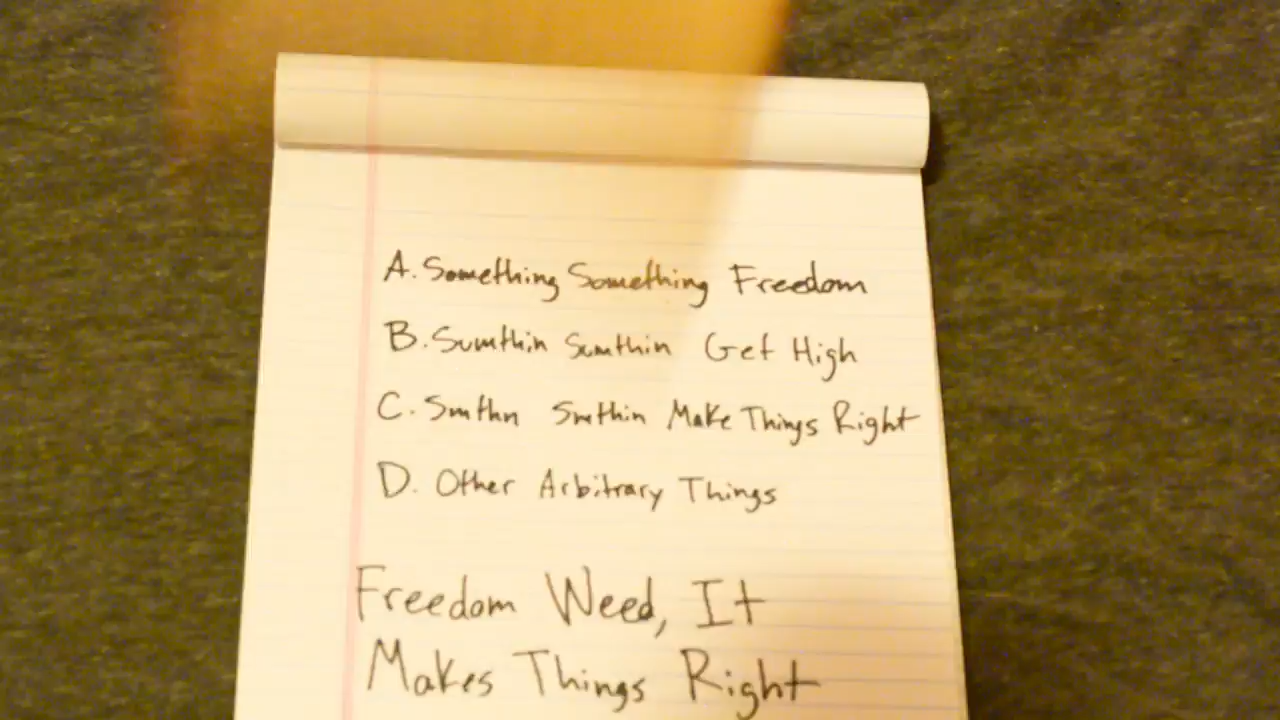 A. Something Something Freedom
B. Sumthin Sumthin Get High
C. Smthn Smthin Make Things Right
D. Other Arbitrary Things
Freedom Weed, It
Makes Things Right